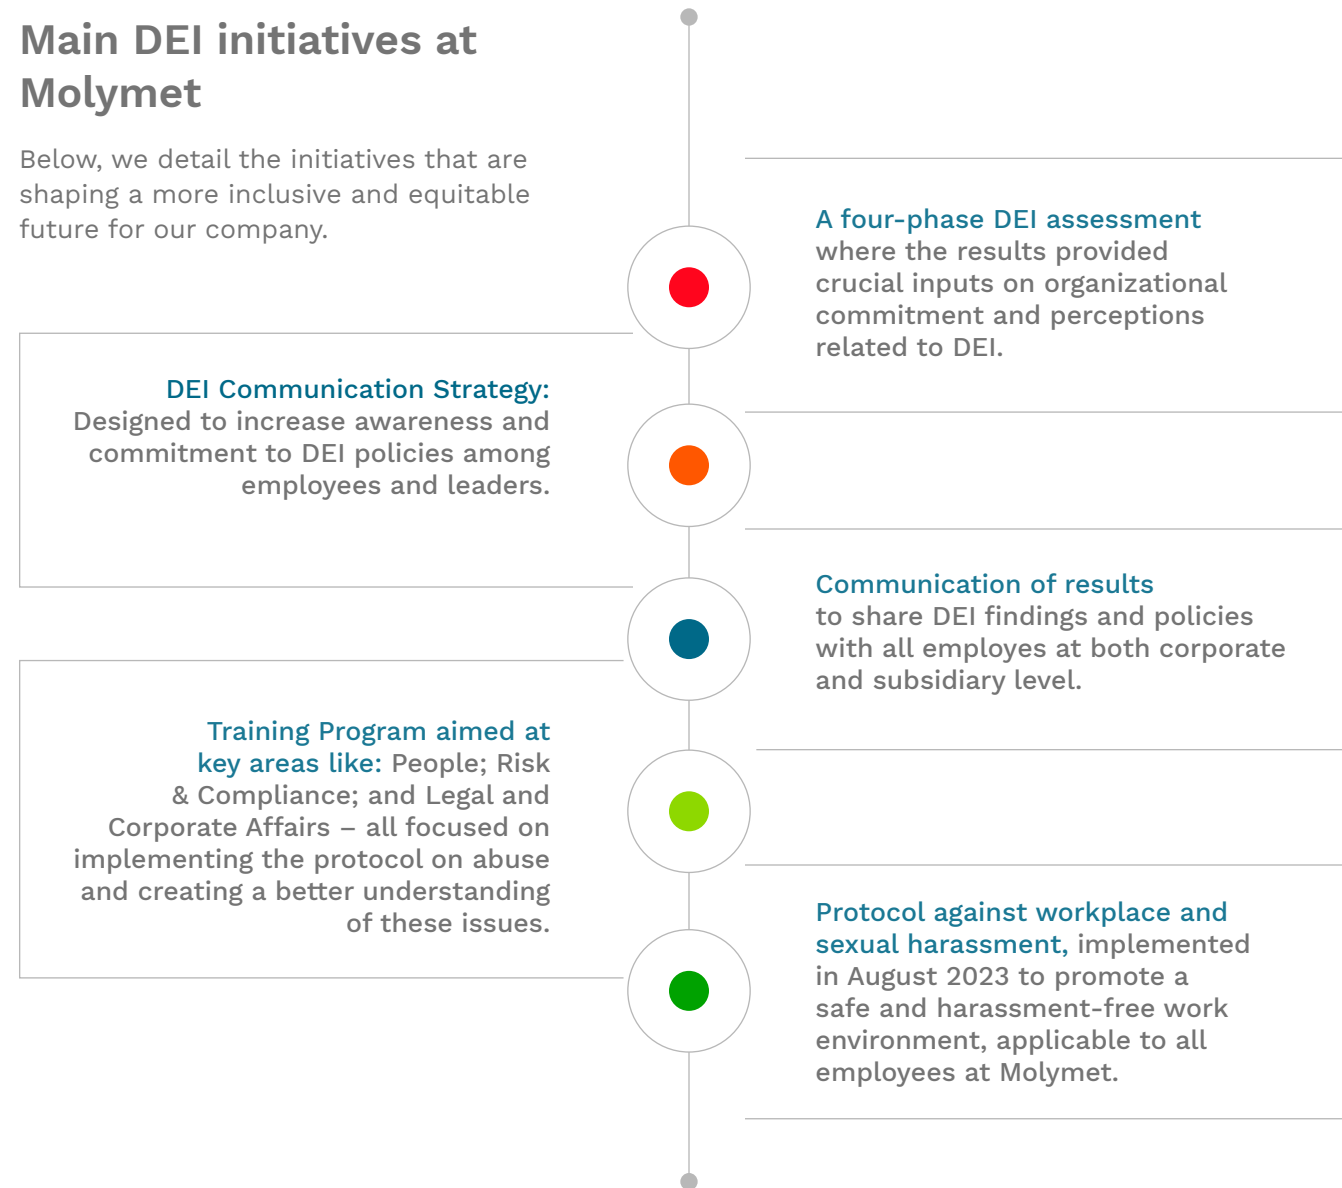 Main DEI initiatives at
Molymet
Below, we detail the initiatives that are
shaping a more inclusive and equitable
future for our company.
A four-phase DEI assessment
where the results provided
crucial inputs on organizational
commitment and perceptions
related to DEI.
DEI Communication Strategy:
Designed to increase awareness and
commitment to DEI policies among
employees and leaders.
Communication of results
to share DEI findings and policies
with all employes at both corporate
and subsidiary level.
Training Program aimed at
key areas like: People; Risk
& Compliance; and Legal and
Corporate Affairs – all focused on
implementing the protocol on abuse
and creating a better understanding
of these issues.
Protocol against workplace and
sexual harassment, implemented
in August 2023 to promote a
safe and harassment-free work
environment, applicable to all
employees at Molymet.